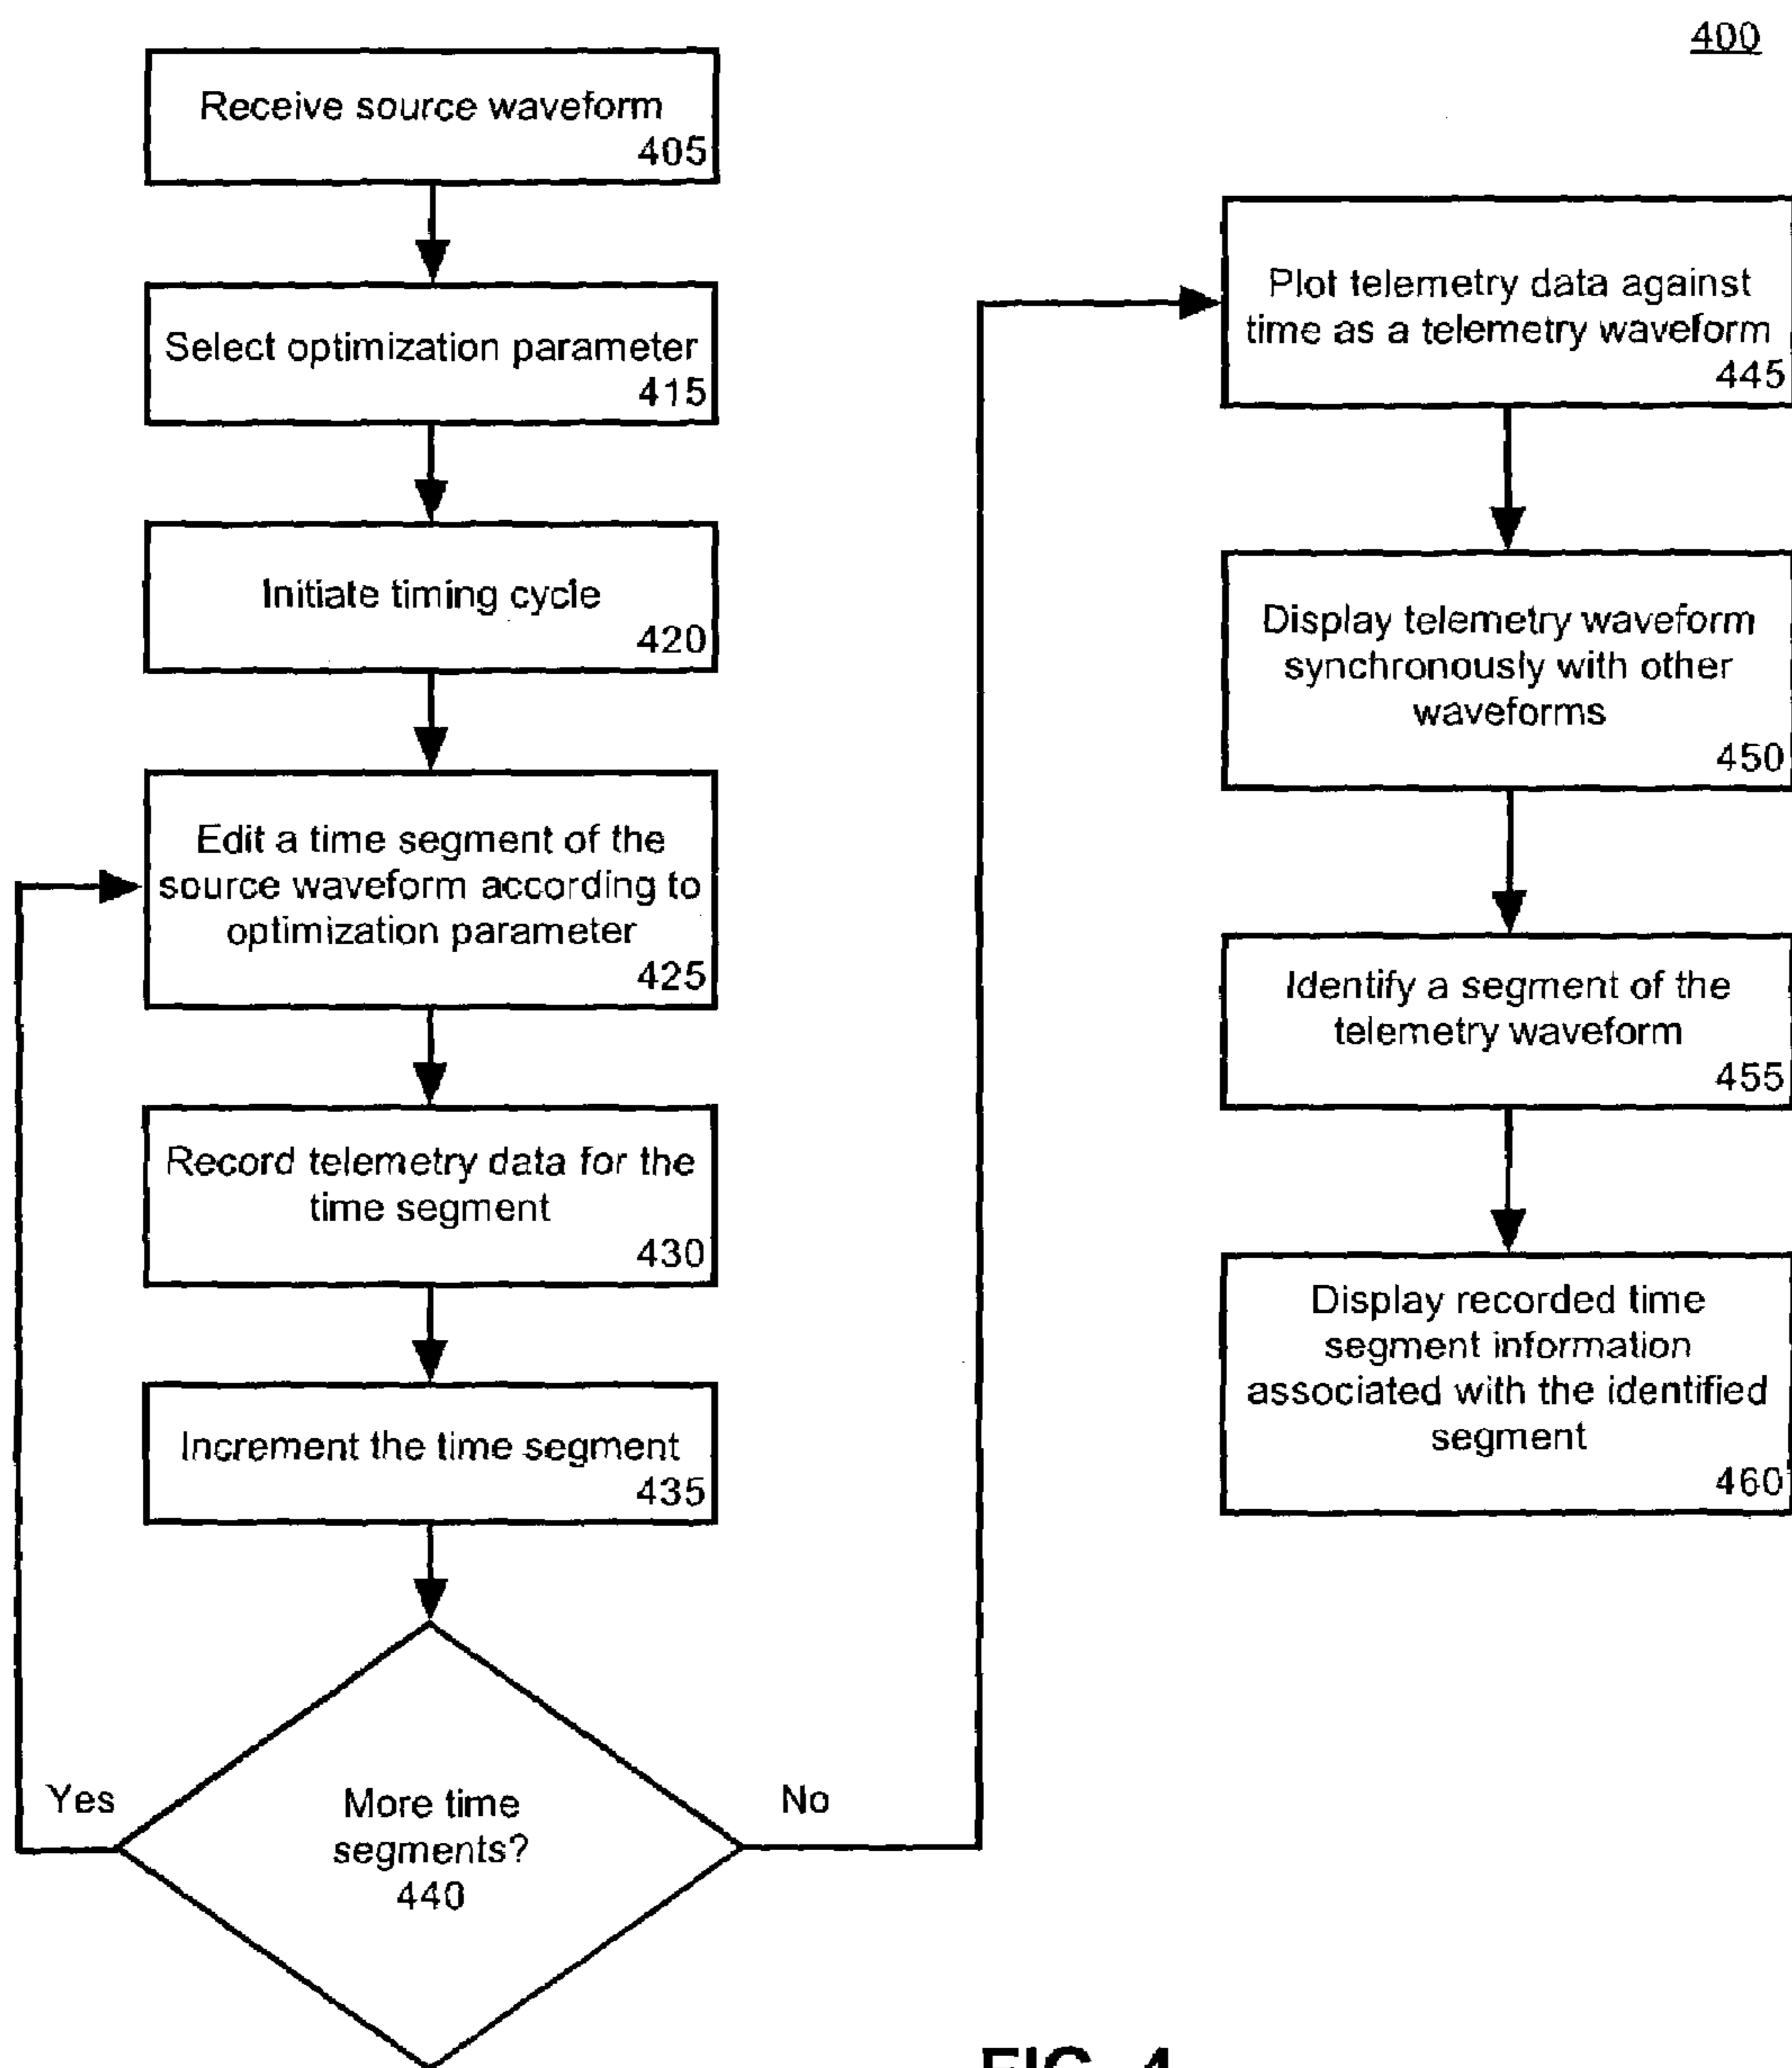 400
Receive source waveform
405
Select optimization parameter
415
Initiate timing cycle
420
Edit a time segment of the
source waveform according to
optimization parameter
425
Record telemetry data for the
time segment
430
Increment the time segment
435
More time
segments?
440
Yes
No
Plot telemetry data against
time as a telemetry waveform
445
Display telemetry waveform
synchronously with other
waveforms
450
Identify a segment of the
telemetry waveform
455
Display recorded time
segment information
associated with the identified
segment
460
FIG. 4